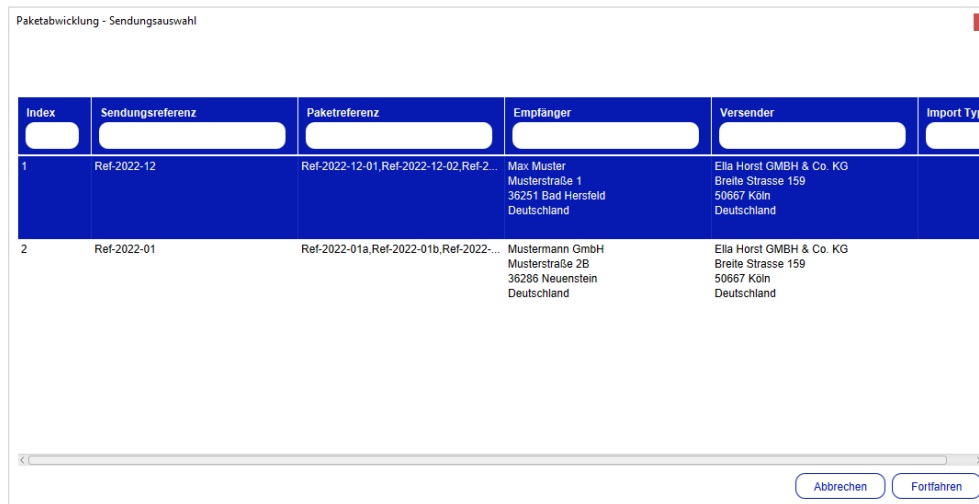 Paketabwicklung - Sendungsauswahl
Index Sendungsreferenz Paketreferenz Empfänger Versender Import Typ
1 Ref-2022-12 Ref-2022-12-01,Ref-2022-12-02,Ref-2... Max Muster Ella Horst GMBH & Co. KG
Musterstraße 1 Breite Strasse 159
36251 Bad Hersfeld 50667 Köln
Deutschland Deutschland
2 Ref-2022-01 Ref-2022-01a,Ref-2022-01b,Ref-2022-... Mustermann GmbH Ella Horst GMBH & Co. KG
Musterstraße 2B Breite Strasse 159
36286 Neuenstein 50667 Köln
Deutschland Deutschland
Abbrechen Fortfahren